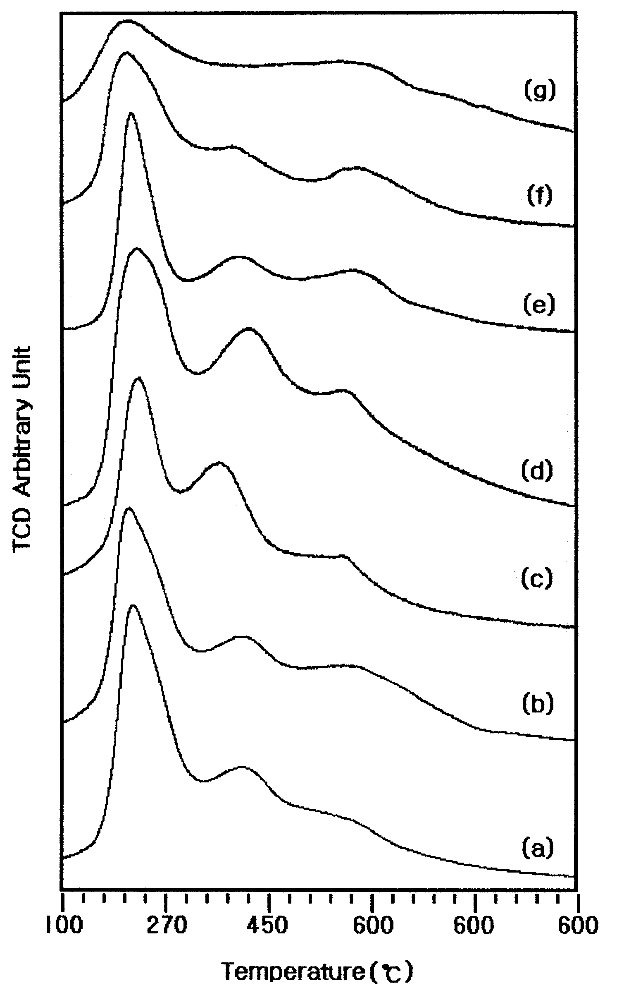 (g)
(f)
(e)
(d)
(c)
(b)
(a)
TCD Arbitrary Unit
100 270 450 600 600 600
Temperature(℃)